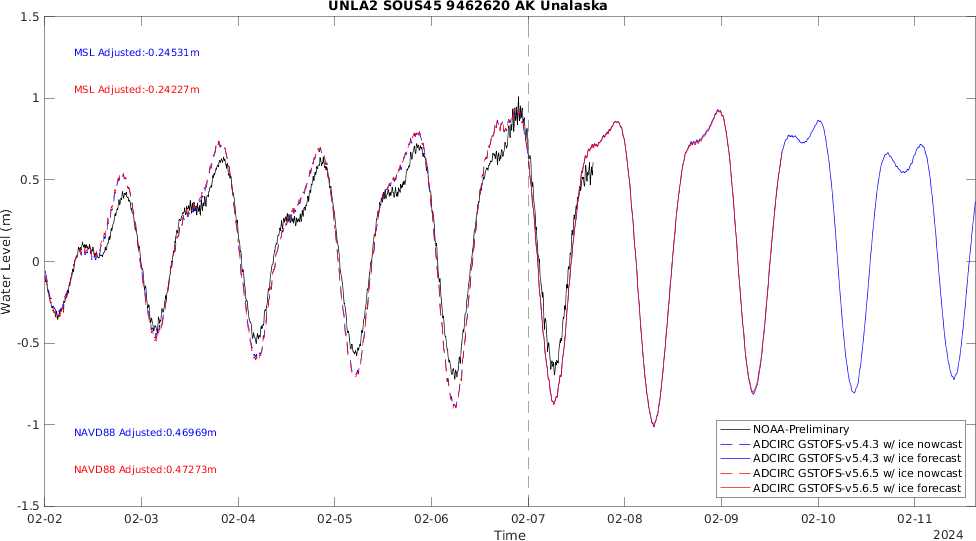 UNLA2 SOUS45 9462620 AK Unalaska
1.5
MSL Adjusted:-0.24531m
MSL Adjusted:-0.24227m
1
0.5
Water Level (m)
0
-0.5
-1
NAVD88 Adjusted:0.46969m
NAVD88 Adjusted:0.47273m
NOAA-Preliminary
ADCIRC GSTOFS-v5.4.3 w/ ice nowcast
ADCIRC GSTOFS-v5.4.3 w/ ice forecast
ADCIRC GSTOFS-v5.6.5 w/ ice nowcast
ADCIRC GSTOFS-v5.6.5 w/ ice forecast
-1.5
02-02 02-03 02-04 02-05 02-06 02-07 02-08 02-09 02-10 02-11
Time
2024